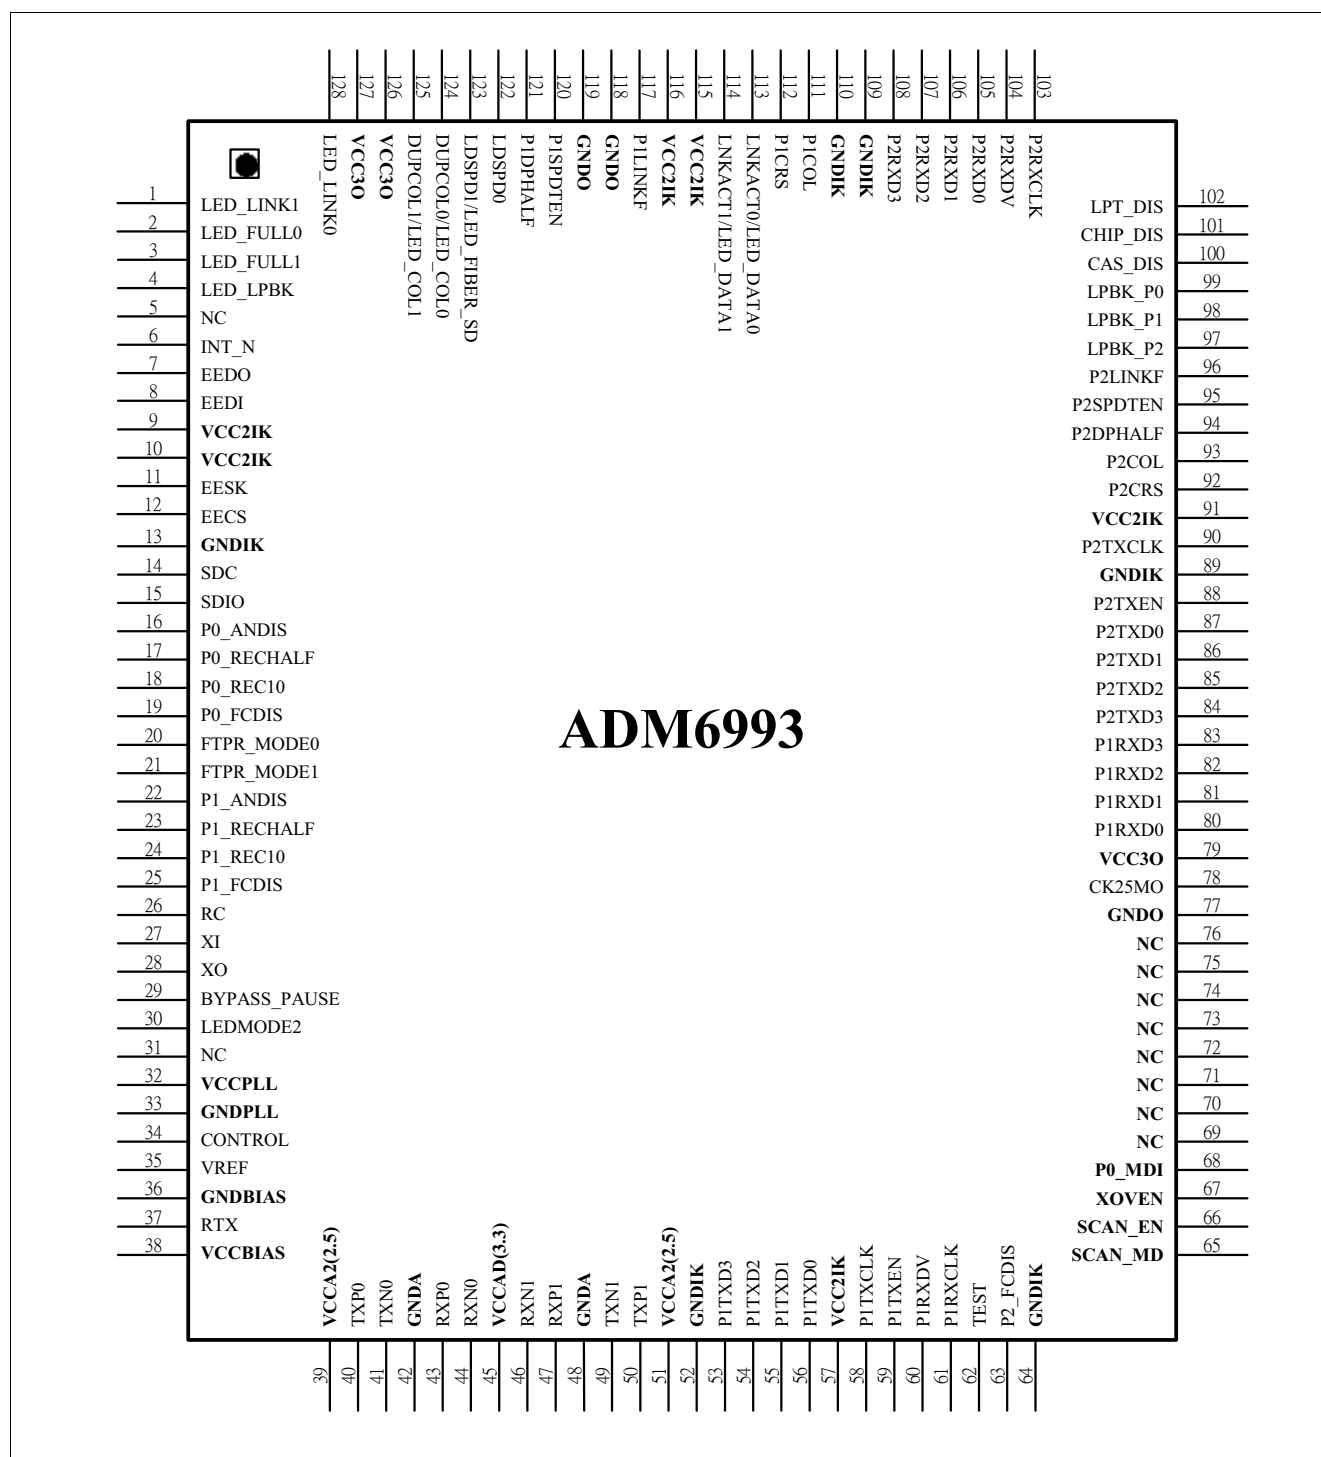 128 127 126 125 124 123 122 121 120 119 118 117 116 115 114 113 112 111 110 109 108 107 106 105 104 103
LED_LINK0
VCC3O
VCC3O
DUPCOL1/LED_COL1
DUPCOL0/LED_COL0
LDSPD1/LED_FIBER_SD
LDSPD0
P1DPHALF
P1SPDTEN
GNDO
GNDO
P1LINKF
VCC2IK
VCC2IK
LNKACT1/LED_DATA1
LNKACT0/LED_DATA0
P1CRS
P1COL
GNDIK
GNDIK
P2RXD3
P2RXD2
P2RXD1
P2RXD0
P2RXDV
P2RXCLK
1 LED_LINK1
2 LED_FULL0
3 LED_FULL1
4 LED_LPBK
5 NC
6 INT_N
7 EEDO
8 EEDI
9 VCC2IK
10 VCC2IK
11 EESK
12 EECS
13 GNDIK
14 SDC
15 SDIO
16 P0_ANDIS
17 P0_RECHALF
18 P0_REC10
19 P0_FCDIS
20 FTPR_MODE0
21 FTPR_MODE1
22 P1_ANDIS
23 P1_RECHALF
24 P1_REC10
25 P1_FCDIS
26 RC
27 XI
28 XO
29 BYPASS_PAUSE
30 LEDMODE2
31 NC
32 VCCPLL
33 GNDPLL
34 CONTROL
35 VREF
36 GNDBIAS
37 RTX
38 VCCBIAS
ADM6993
LPT_DIS 102
CHIP_DIS 101
CAS_DIS 100
LPBK_P0 99
LPBK_P1 98
LPBK_P2 97
P2LINKF 96
P2SPDTEN 95
P2DPHALF 94
P2COL 93
P2CRS 92
VCC2IK 91
P2TXCLK 90
GNDIK 89
P2TXEN 88
P2TXD0 87
P2TXD1 86
P2TXD2 85
P2TXD3 84
P1RXD3 83
P1RXD2 82
P1RXD1 81
P1RXD0 80
VCC3O 79
CK25MO 78
GNDO 77
NC 76
NC 75
NC 74
NC 73
NC 72
NC 71
NC 70
NC 69
P0_MDI 68
XOVEN 67
SCAN_EN 66
SCAN_MD 65
VCCA2(2.5)
TXP0
TXN0
GNDA
RXP0
RXN0
VCCAD(3.3)
RXN1
RXP1
GNDA
TXN1
TXP1
VCCA2(2.5)
GNDIK
P1TXD3
P1TXD2
P1TXD1
P1TXD0
VCC2IK
P1TXCLK
P1TXEN
P1RXDV
P1RXCLK
TEST
P2_FCDIS
GNDIK
39 40 41 42 43 44 45 46 47 48 49 50 51 52 53 54 55 56 57 58 59 60 61 62 63 64